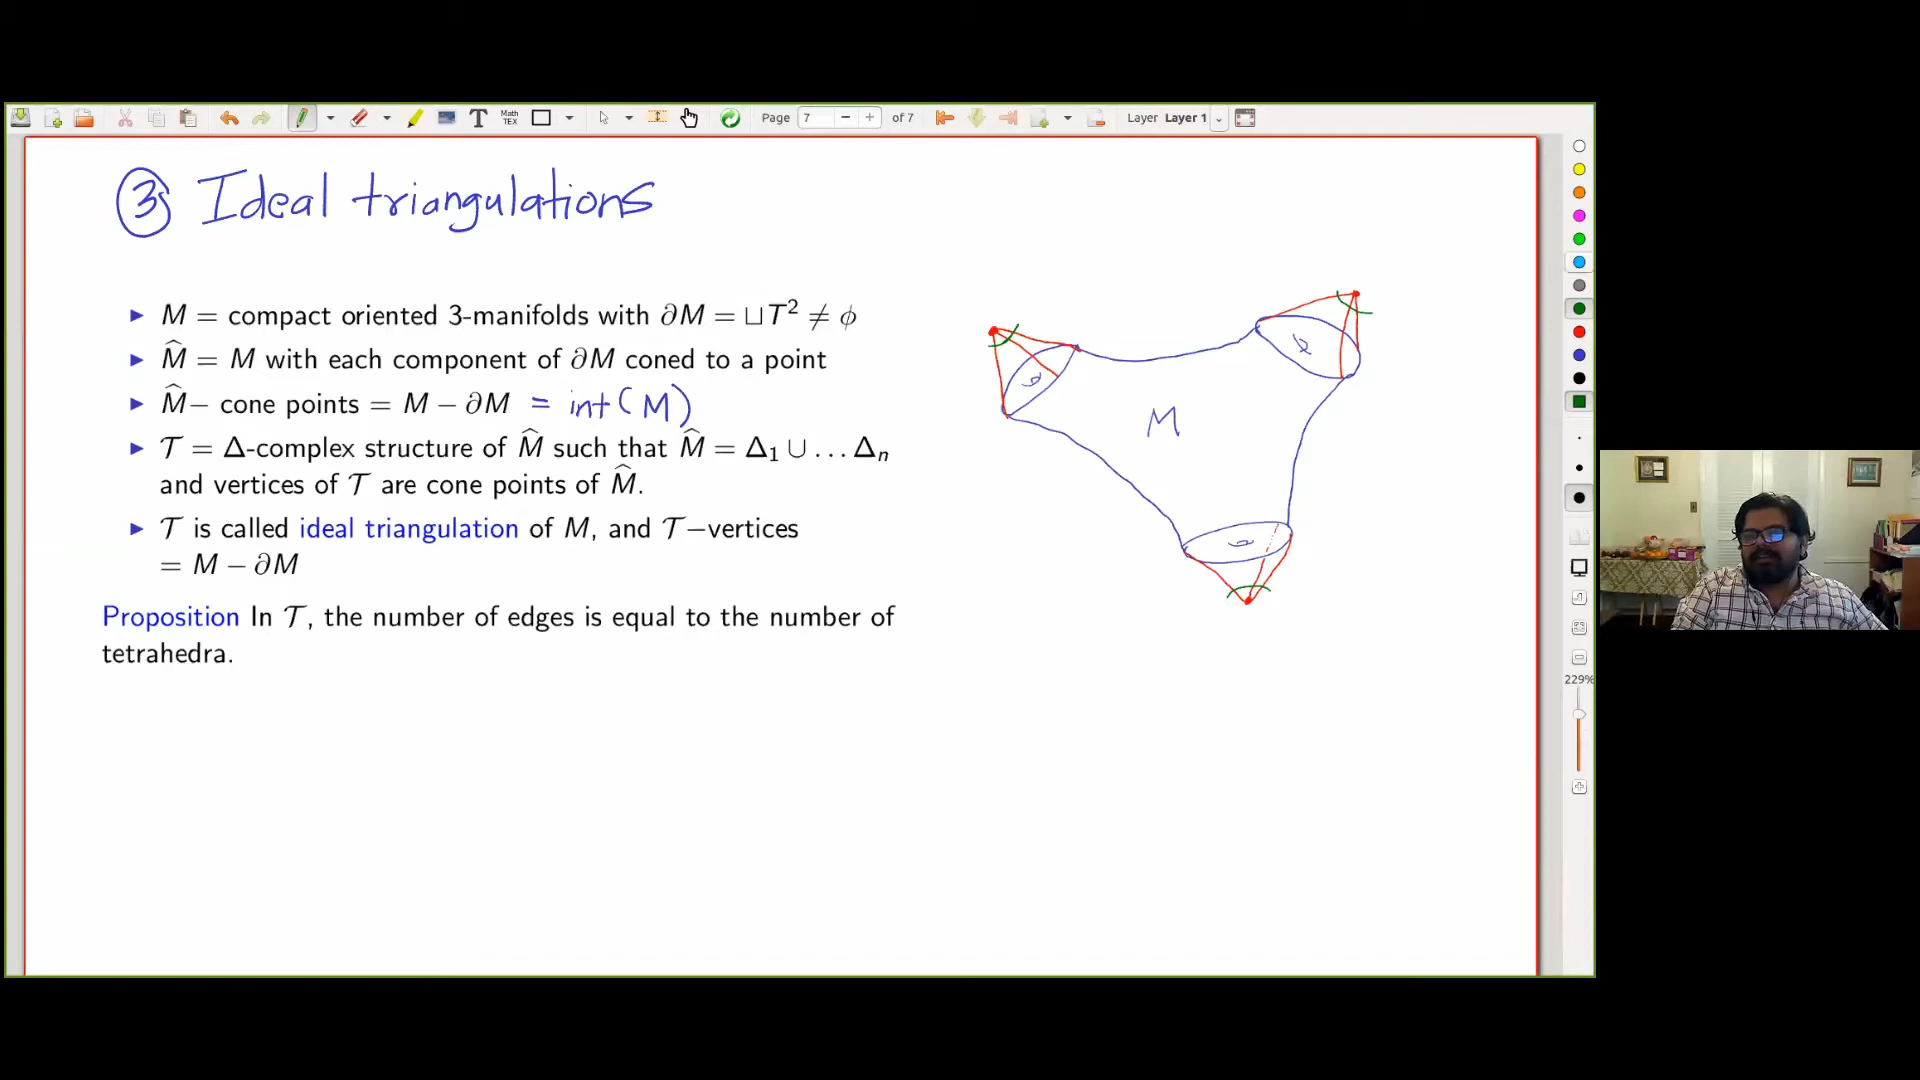 Math
TEX
Page 7 of 7 Layer Layer 1
③ Ideal triangulations
▶ M = compact oriented 3-manifolds with ∂M = ⊔T² ≠ ϕ
▶ M̂ = M with each component of ∂M coned to a point
▶ M̂− cone points = M − ∂M = int(M)
▶ 𝒯 = Δ-complex structure of M̂ such that M̂ = Δ₁ ∪ … Δₙ
and vertices of 𝒯 are cone points of M̂.
▶ 𝒯 is called ideal triangulation of M, and 𝒯−vertices
= M − ∂M
Proposition In 𝒯, the number of edges is equal to the number of
tetrahedra.
M
229%